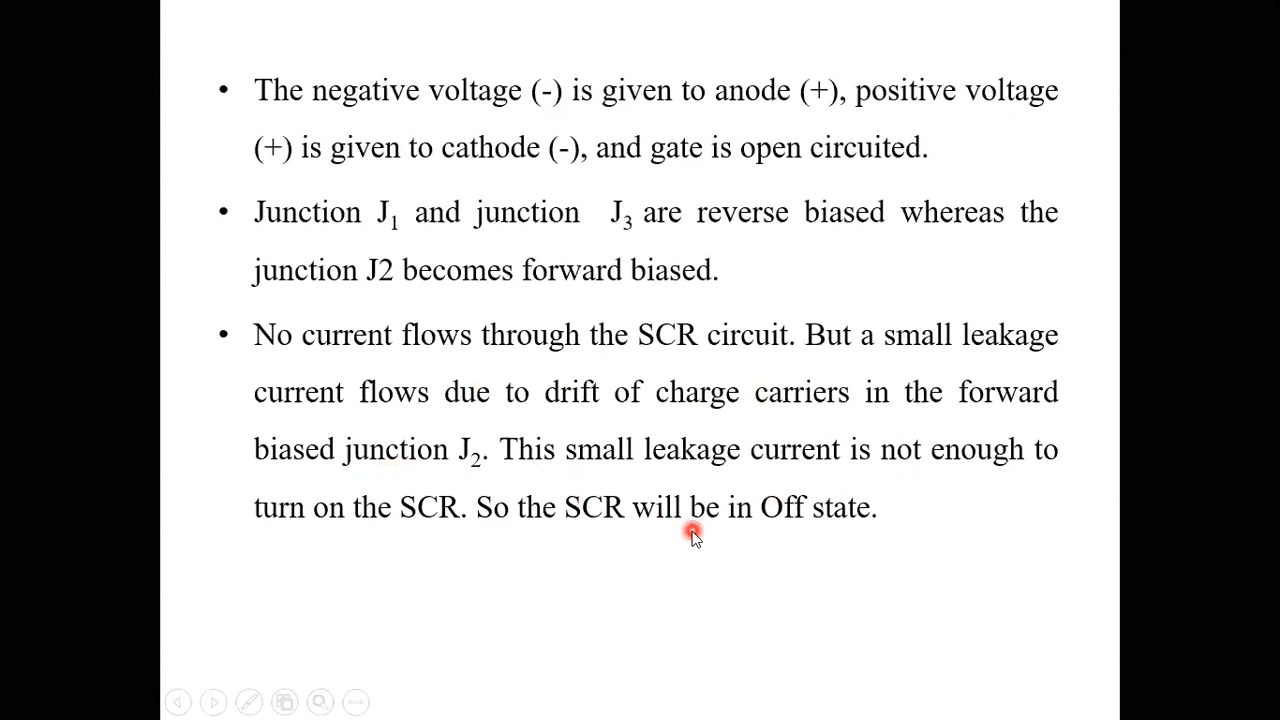 • The negative voltage (-) is given to anode (+), positive voltage
(+) is given to cathode (-), and gate is open circuited.
• Junction J₁ and junction J₃ are reverse biased whereas the
junction J2 becomes forward biased.
• No current flows through the SCR circuit. But a small leakage
current flows due to drift of charge carriers in the forward
biased junction J₂. This small leakage current is not enough to
turn on the SCR. So the SCR will be in Off state.